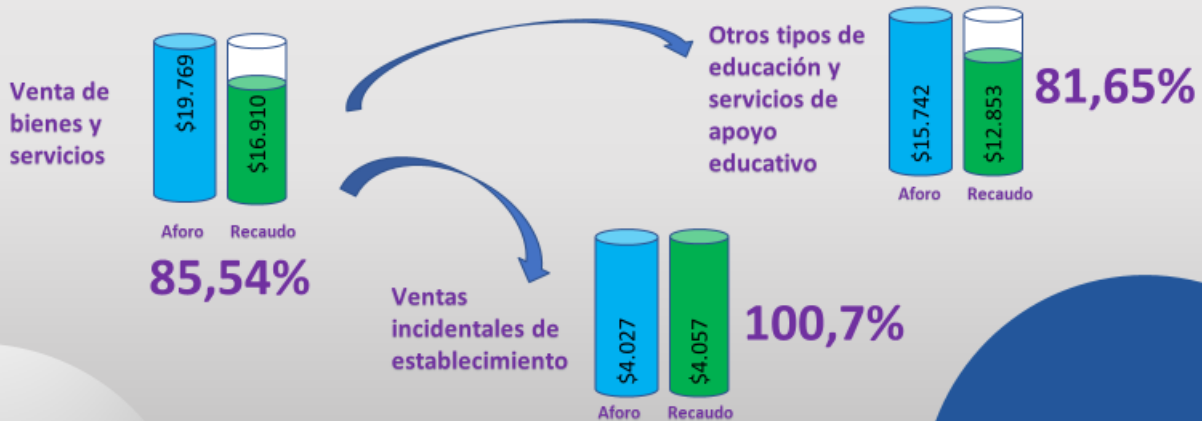 Venta de
bienes y
servicios
$19.769
$16.910
Aforo Recaudo
85,54%
Otros tipos de
educación y
servicios de
apoyo
educativo
$15.742
$12.853
Aforo Recaudo
81,65%
Ventas
incidentales de
establecimiento
$4.027
$4.057
Aforo Recaudo
100,7%